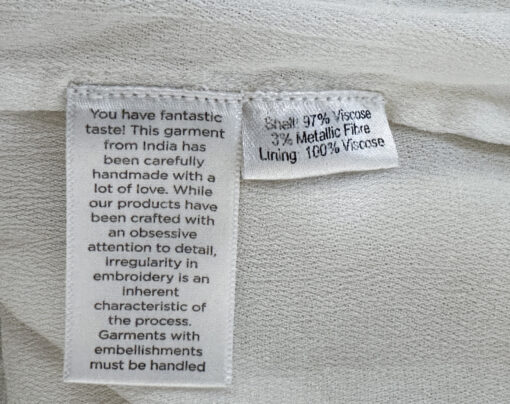 You have fantastic
taste! This garment
from India has
been carefully
handmade with a
lot of love. While
our products have
been crafted with
an obsessive
attention to detail,
irregularity in
embroidery is an
inherent
characteristic of
the process.
Garments with
embellishments
must be handled
Shell: 97% Viscose
3% Metallic Fibre
Lining: 100% Viscose